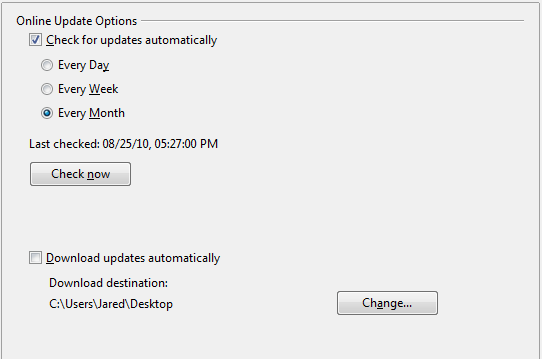 Online Update Options
Check for updates automatically
Every Day
Every Week
Every Month
Last checked: 08/25/10, 05:27:00 PM
Check now
Download updates automatically
Download destination:
C:\Users\Jared\Desktop
Change...